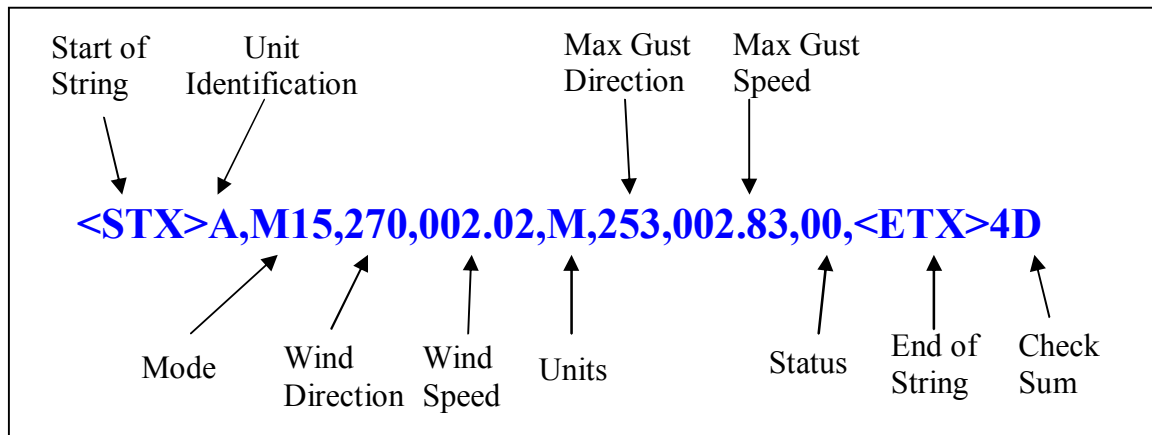 Start of
String
Unit
Identification
Max Gust
Direction
Max Gust
Speed
<STX>A,M15,270,002.02,M,253,002.83,00,<ETX>4D
Mode
Wind
Direction
Wind
Speed
Units
Status
End of
String
Check
Sum